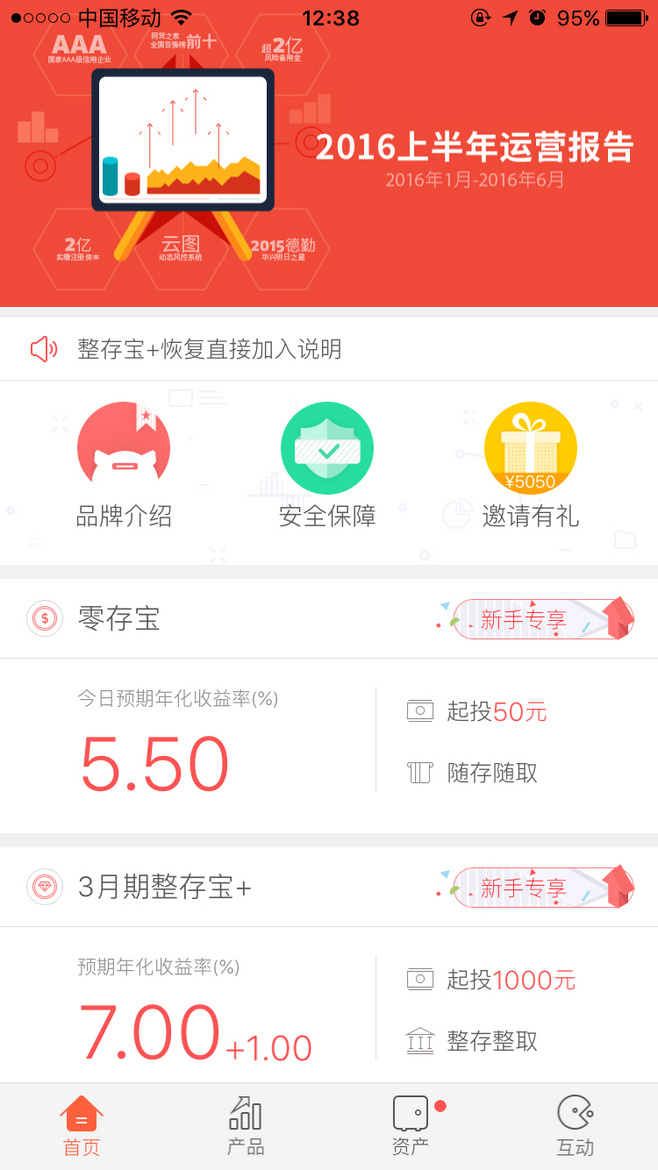 中国移动 12:38 95%
AAA
国家AAA级信用企业
网贷之家
全国百强榜前十
超2亿
风险备用金
2016上半年运营报告
2016年1月-2016年6月
2亿
实缴注册资本
云图
动态风控系统
2015德勤
华兴明日之星
整存宝+恢复直接加入说明
¥5050
品牌介绍 安全保障 邀请有礼
零存宝 新手专享
今日预期年化收益率(%)
起投50元
5.50
随存随取
3月期整存宝+ 新手专享
预期年化收益率(%)
起投1000元
7.00+1.00
整存整取
首页 产品 资产 互动